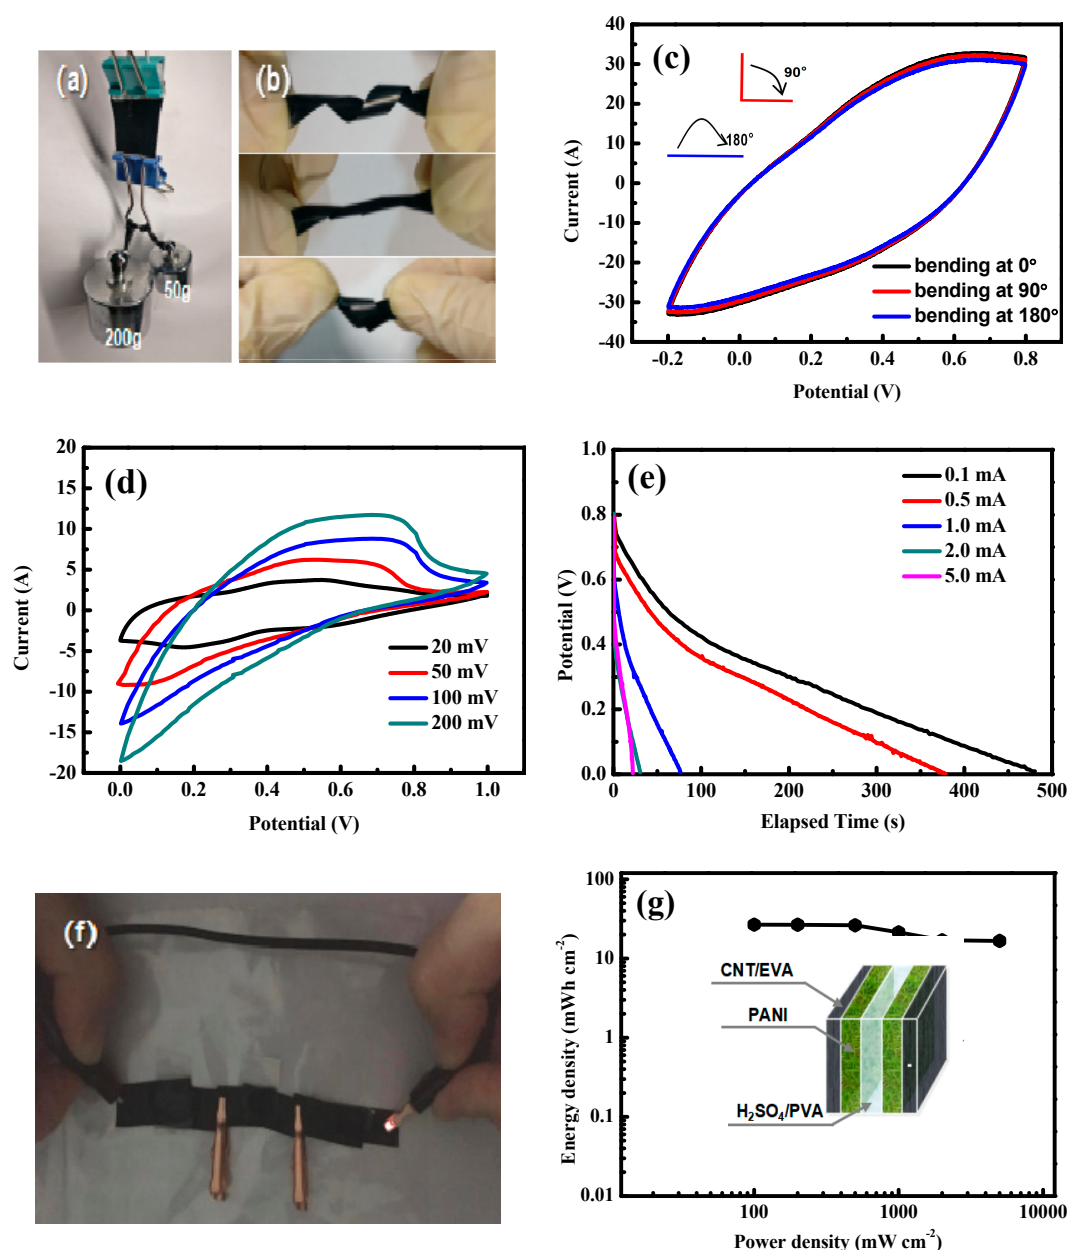 (a)
200g
50g
(b)
(c)
90°
180°
bending at 0°
bending at 90°
bending at 180°
40
30
20
10
0
-10
-20
-30
-40
-0.2
0.0
0.2
0.4
0.6
0.8
1.0
Current (A)
Potential (V)
(d)
20
15
10
5
0
-5
-10
-15
-20
0.0
0.2
0.4
0.6
0.8
1.0
20 mV
50 mV
100 mV
200 mV
Current (A)
Potential (V)
(e)
1.0
0.8
0.6
0.4
0.2
0.0
0
100
200
300
400
500
0.1 mA
0.5 mA
1.0 mA
2.0 mA
5.0 mA
Potential (V)
Elapsed Time (s)
(f)
(g)
100
10
1
0.1
0.01
100
1000
10000
CNT/EVA
PANI
H₂SO₄/PVA
Energy density (mWh cm⁻²)
Power density (mW cm⁻²)